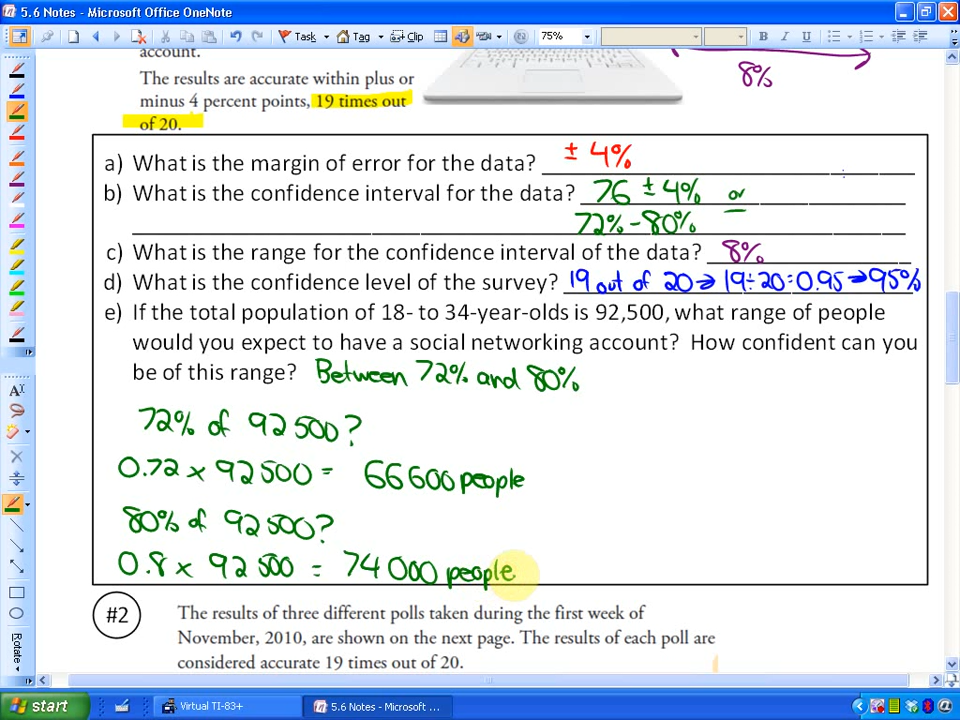 5.6 Notes - Microsoft Office OneNote
Task Tag Clip 75% B I U
account.
The results are accurate within plus or
minus 4 percent points, 19 times out
of 20.
8%
a) What is the margin of error for the data? ± 4%
b) What is the confidence interval for the data? 76 ± 4% or
72% - 80%
c) What is the range for the confidence interval of the data? 8%
d) What is the confidence level of the survey? 19 out of 20 → 19 ÷ 20 = 0.95 → 95%
e) If the total population of 18- to 34-year-olds is 92,500, what range of people
would you expect to have a social networking account? How confident can you
be of this range? Between 72% and 80%
72% of 92 500?
0.72 x 92 500 = 66 600 people
80% of 92 500?
0.8 x 92 500 = 74 000 people
#2
The results of three different polls taken during the first week of
November, 2010, are shown on the next page. The results of each poll are
considered accurate 19 times out of 20.
Rotate
start Virtual TI-83+ 5.6 Notes - Microsoft ...